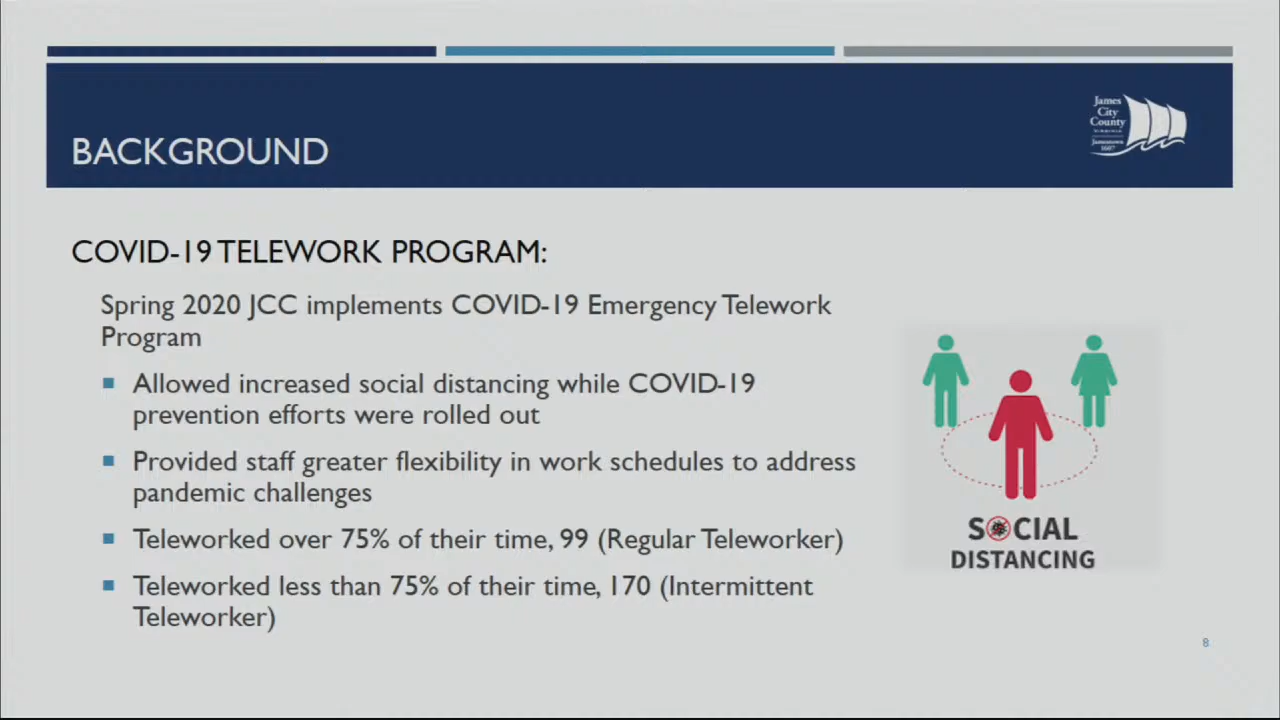 BACKGROUND
James
City
County
Jamestown
1607
COVID-19 TELEWORK PROGRAM:
Spring 2020 JCC implements COVID-19 Emergency Telework
Program
Allowed increased social distancing while COVID-19
prevention efforts were rolled out
Provided staff greater flexibility in work schedules to address
pandemic challenges
Teleworked over 75% of their time, 99 (Regular Teleworker)
Teleworked less than 75% of their time, 170 (Intermittent
Teleworker)
SOCIAL
DISTANCING
8